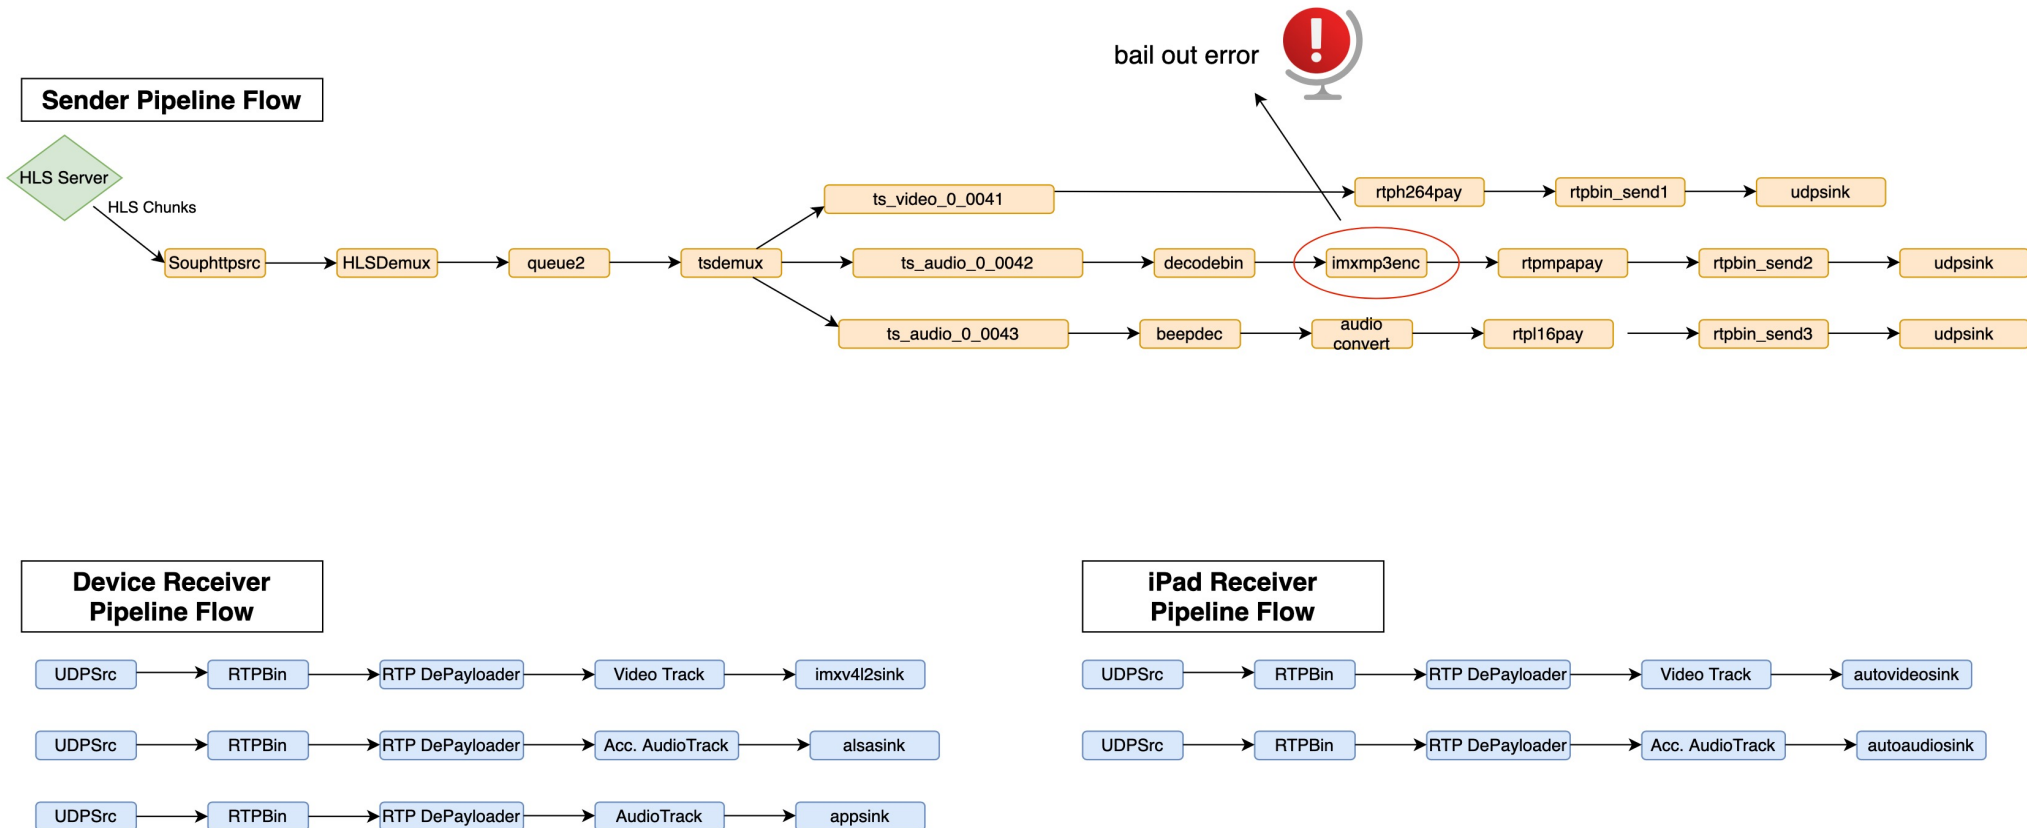 bail out error
Sender Pipeline Flow
HLS Server
HLS Chunks
ts_video_0_0041
rtph264pay
rtpbin_send1
udpsink
Souphttpsrc
HLSDemux
queue2
tsdemux
ts_audio_0_0042
decodebin
imxmp3enc
rtpmpapay
rtpbin_send2
udpsink
ts_audio_0_0043
beepdec
audio
convert
rtpl16pay
rtpbin_send3
udpsink
Device Receiver
Pipeline Flow
UDPSrc
RTPBin
RTP DePayloader
Video Track
imxv4l2sink
UDPSrc
RTPBin
RTP DePayloader
Acc. AudioTrack
alsasink
UDPSrc
RTPBin
RTP DePayloader
AudioTrack
appsink
iPad Receiver
Pipeline Flow
UDPSrc
RTPBin
RTP DePayloader
Video Track
autovideosink
UDPSrc
RTPBin
RTP DePayloader
Acc. AudioTrack
autoaudiosink